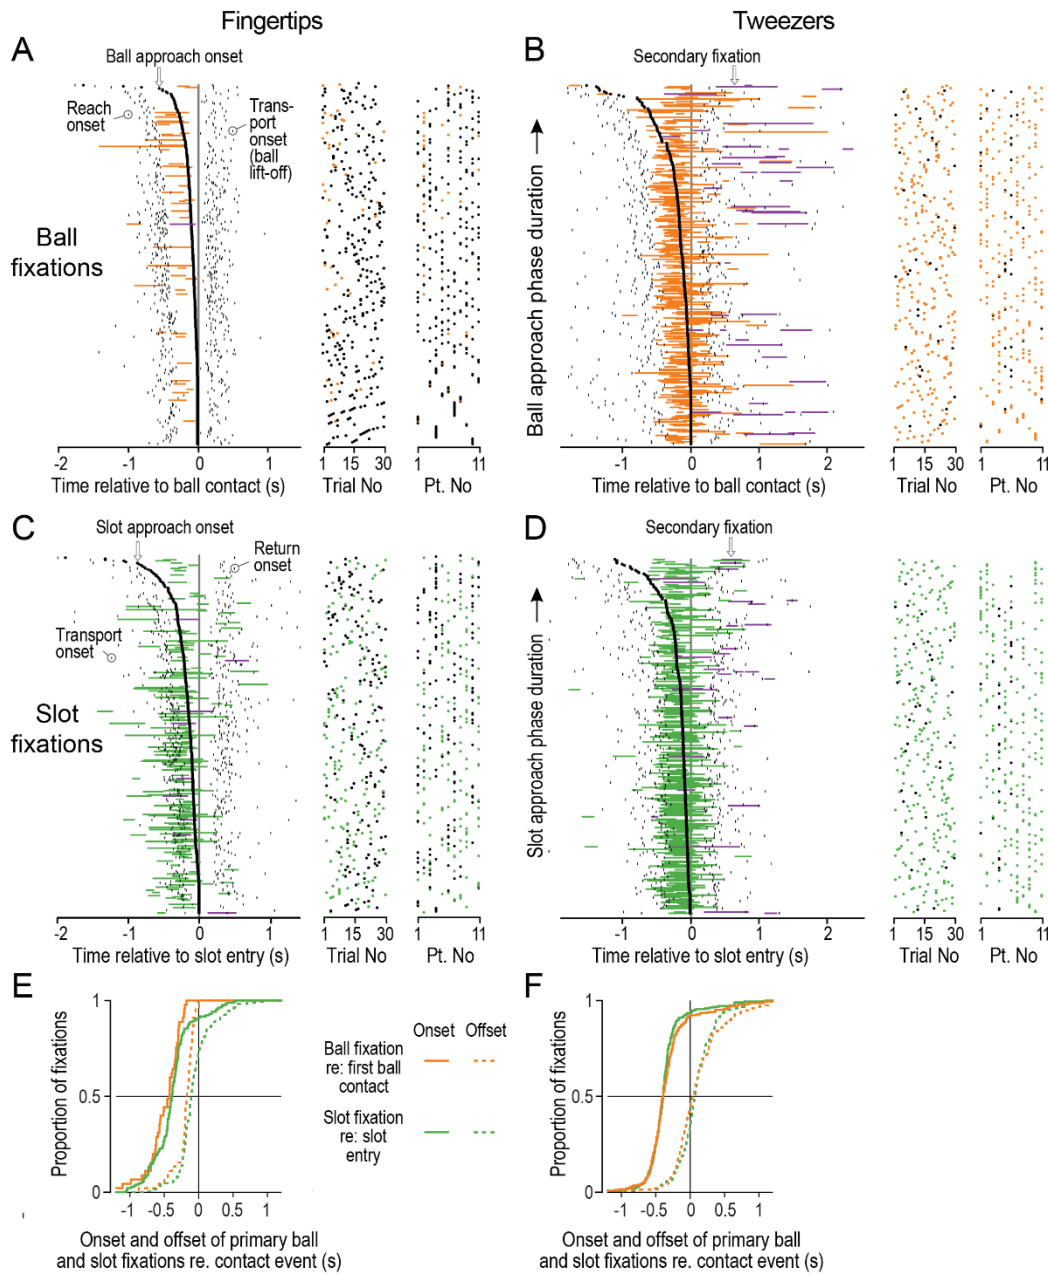 Fingertips
Tweezers
A
Ball approach onset
Reach
onset
Trans-
port
onset
(ball
lift-off)
Ball
fixations
-2
-1
0
1
Time relative to ball contact (s)
1
15
30
Trial No
1
11
Pt. No
B
Secondary fixation
Ball approach phase duration
-1
0
1
2
Time relative to ball contact (s)
1
15
30
Trial No
1
11
Pt. No
C
Slot approach onset
Return
onset
Transport
onset
Slot
fixations
-2
-1
0
1
Time relative to slot entry (s)
1
15
30
Trial No
1
11
Pt. No
D
Secondary fixation
Slot approach phase duration
-1
0
1
2
Time relative to slot entry (s)
1
15
30
Trial No
1
11
Pt. No
E
Proportion of fixations
1
0.5
0
-1
-0.5
0
0.5
1
Onset and offset of primary ball
and slot fixations re. contact event (s)
Onset Offset
Ball fixation
re: first ball
contact
Slot fixation
re: slot
entry
F
Proportion of fixations
1
0.5
0
-1
-0.5
0
0.5
1
Onset and offset of primary ball
and slot fixations re. contact event (s)